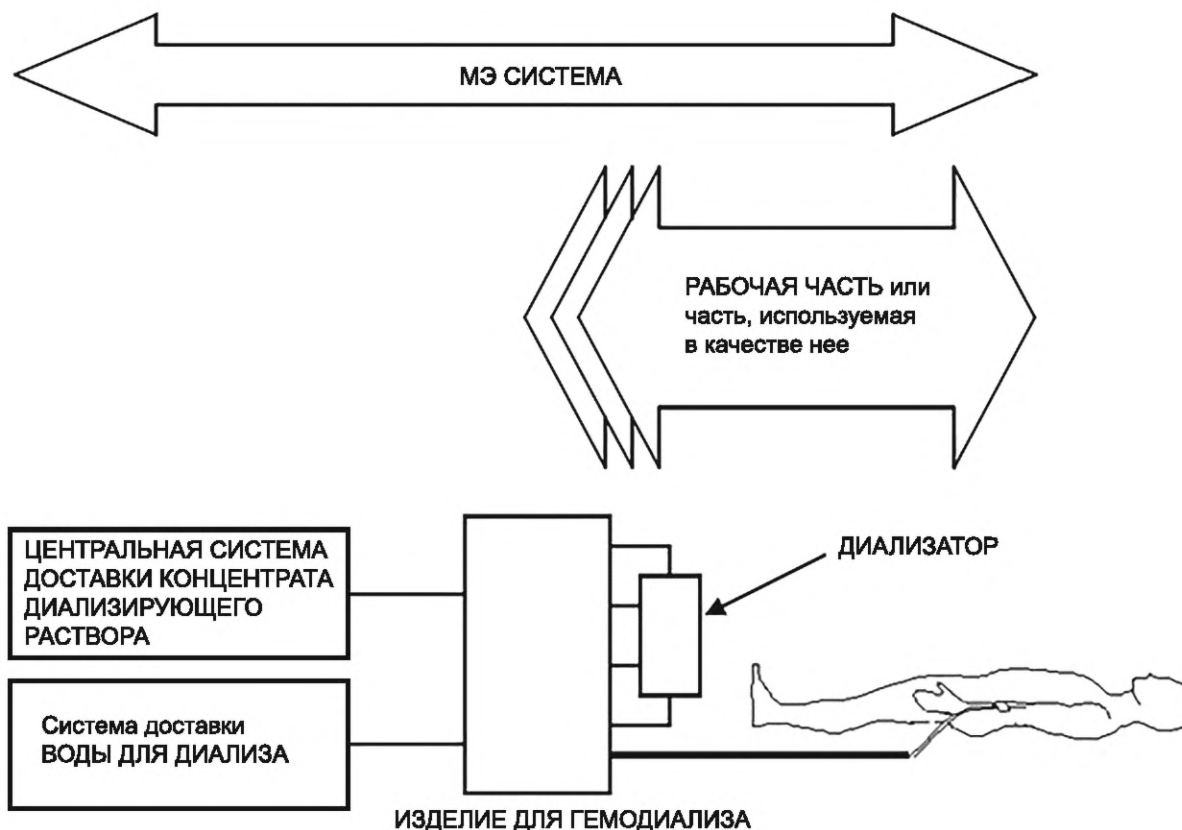 МЭ СИСТЕМА
РАБОЧАЯ ЧАСТЬ или
часть, используемая
в качестве нее
ЦЕНТРАЛЬНАЯ СИСТЕМА
ДОСТАВКИ КОНЦЕНТРАТА
ДИАЛИЗИРУЮЩЕГО
РАСТВОРА
ДИАЛИЗАТОР
Система доставки
ВОДЫ ДЛЯ ДИАЛИЗА
ИЗДЕЛИЕ ДЛЯ ГЕМОДИАЛИЗА